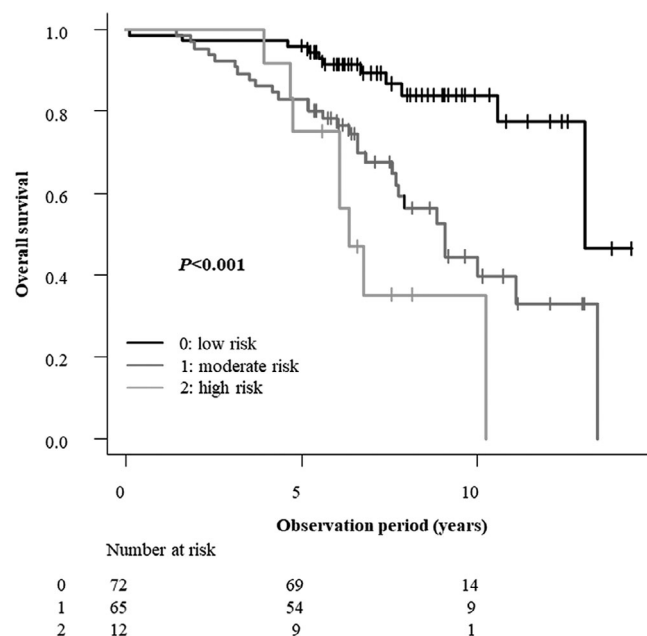 1.0
0.8
0.6
0.4
0.2
0.0
Overall survival
P<0.001
0: low risk
1: moderate risk
2: high risk
0 5 10
Observation period (years)
Number at risk
0 72 69 14
1 65 54 9
2 12 9 1